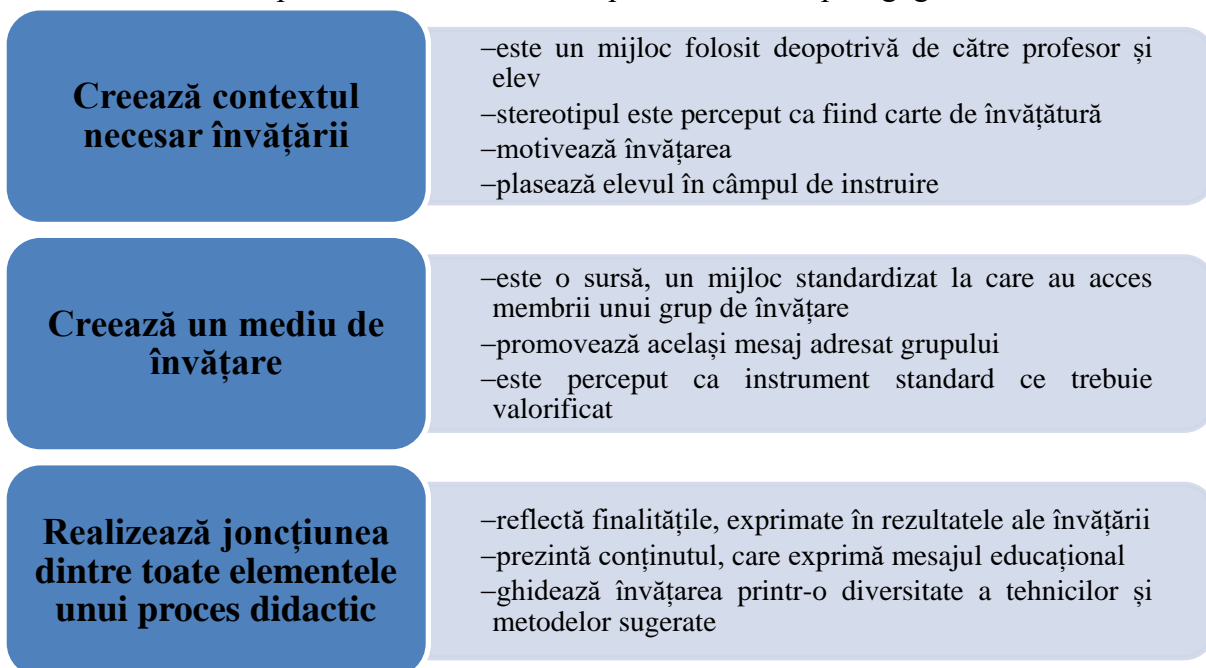 Creează contextul
necesar învățării
–este un mijloc folosit deopotrivă de către profesor și
elev
–stereotipul este perceput ca fiind carte de învățătură
–motivează învățarea
–plasează elevul în câmpul de instruire
Creează un mediu de
învățare
–este o sursă, un mijloc standardizat la care au acces
membrii unui grup de învățare
–promovează același mesaj adresat grupului
–este perceput ca instrument standard ce trebuie
valorificat
Realizează joncțiunea
dintre toate elementele
unui proces didactic
–reflectă finalitățile, exprimate în rezultatele ale învățării
–prezintă conținutul, care exprimă mesajul educațional
–ghidează învățarea printr-o diversitate a tehnicilor și
metodelor sugerate